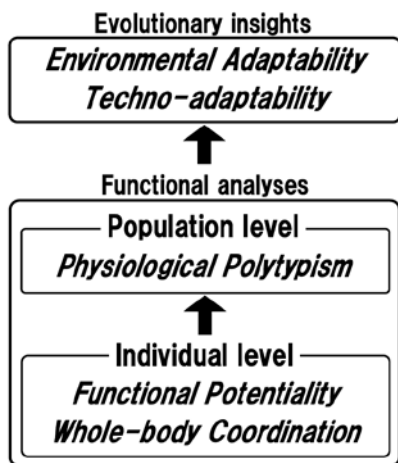 Evolutionary insights
Environmental Adaptability
Techno-adaptability
Functional analyses
Population level
Physiological Polytypism
Individual level
Functional Potentiality
Whole-body Coordination